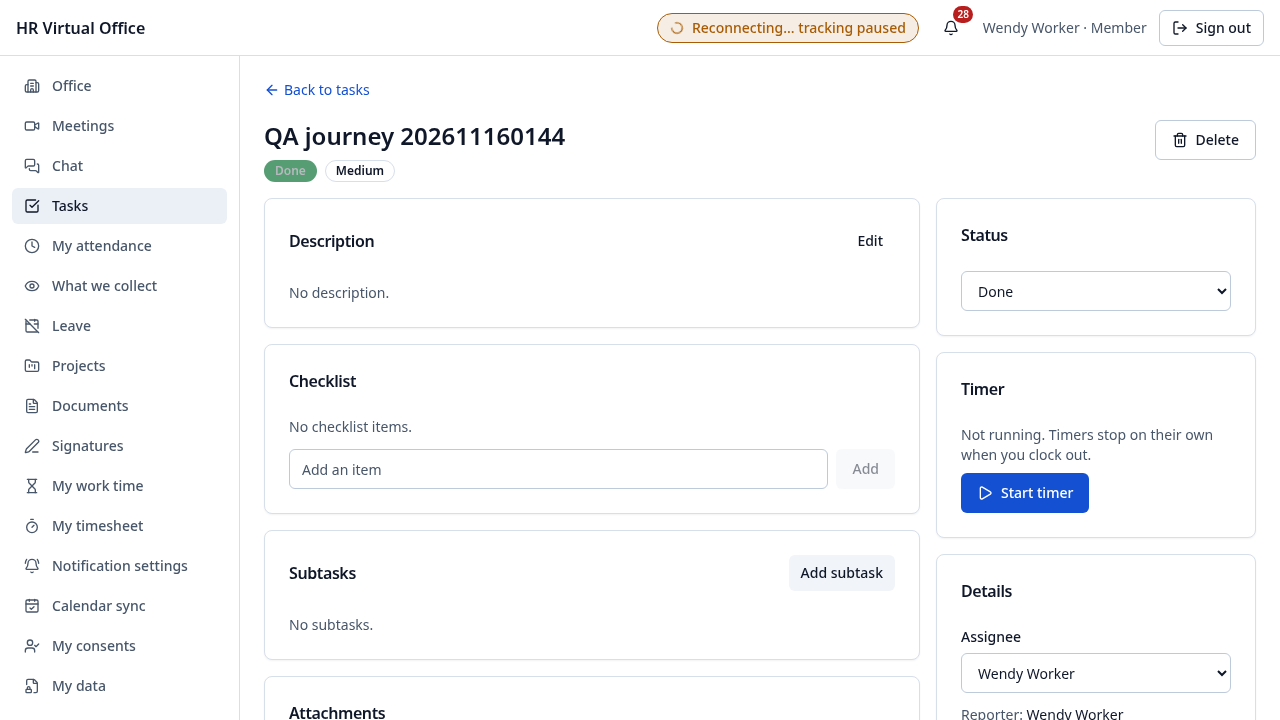 HR Virtual Office
Reconnecting... tracking paused
28
Wendy Worker · Member
Sign out
Office
Meetings
Chat
Tasks
My attendance
What we collect
Leave
Projects
Documents
Signatures
My work time
My timesheet
Notification settings
Calendar sync
My consents
My data
Back to tasks
QA journey 202611160144
Delete
Done
Medium
Description
Edit
No description.
Checklist
No checklist items.
Add an item
Add
Subtasks
Add subtask
No subtasks.
Attachments
Status
Done
Timer
Not running. Timers stop on their own
when you clock out.
Start timer
Details
Assignee
Wendy Worker
Reporter: Wendy Worker